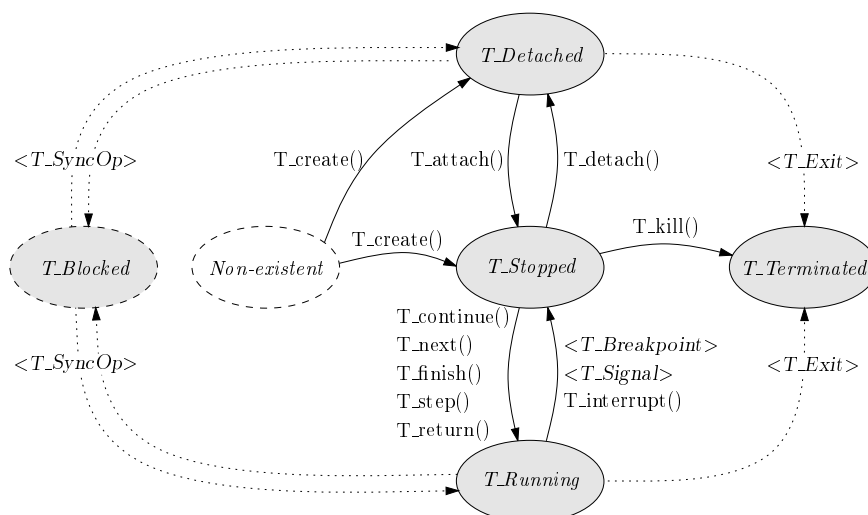 T_Detached
<T_SyncOp>
T_create()
T_attach()
T_detach()
<T_Exit>
T_create()
T_kill()
T_Blocked
Non-existent
T_Stopped
T_Terminated
T_continue()
T_next()
T_finish()
T_step()
T_return()
<T_Breakpoint>
<T_Signal>
T_interrupt()
<T_SyncOp>
<T_Exit>
T_Running